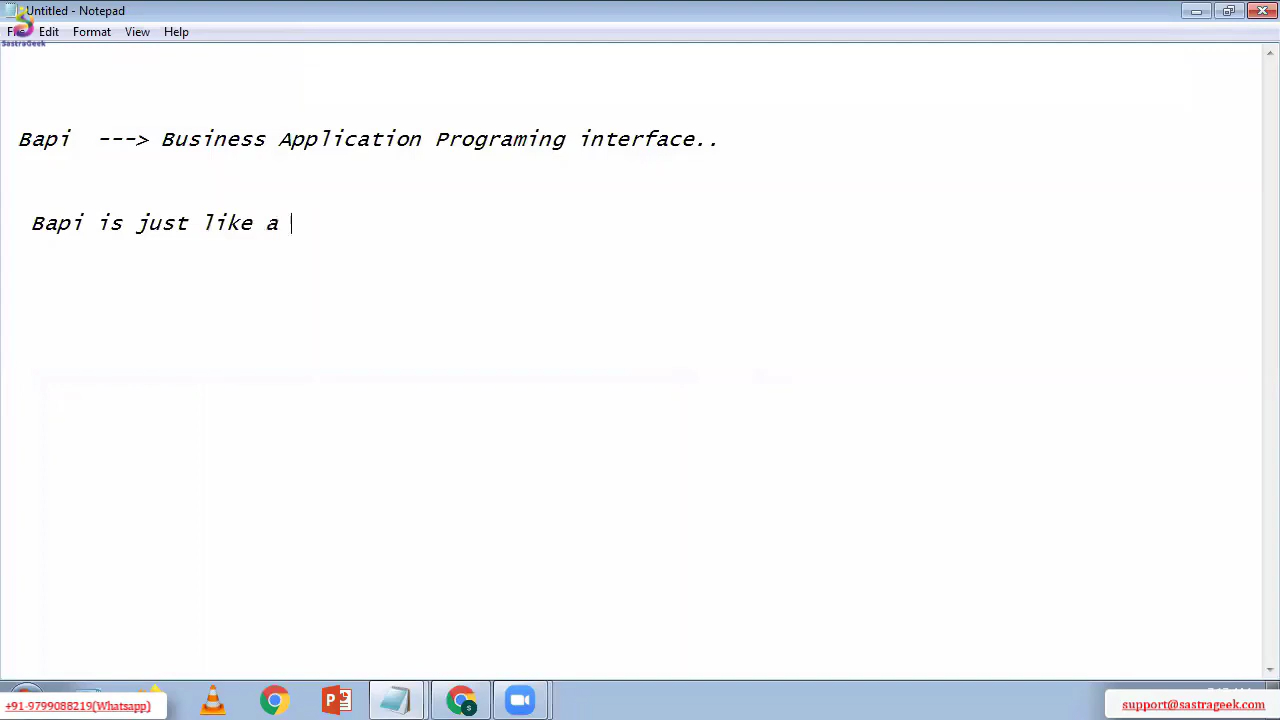 Untitled - Notepad
File Edit Format View Help
SastraGeek
Bapi ---> Business Application Programing interface..
Bapi is just like a
+91-9799088219(Whatsapp)
support@sastrageek.com